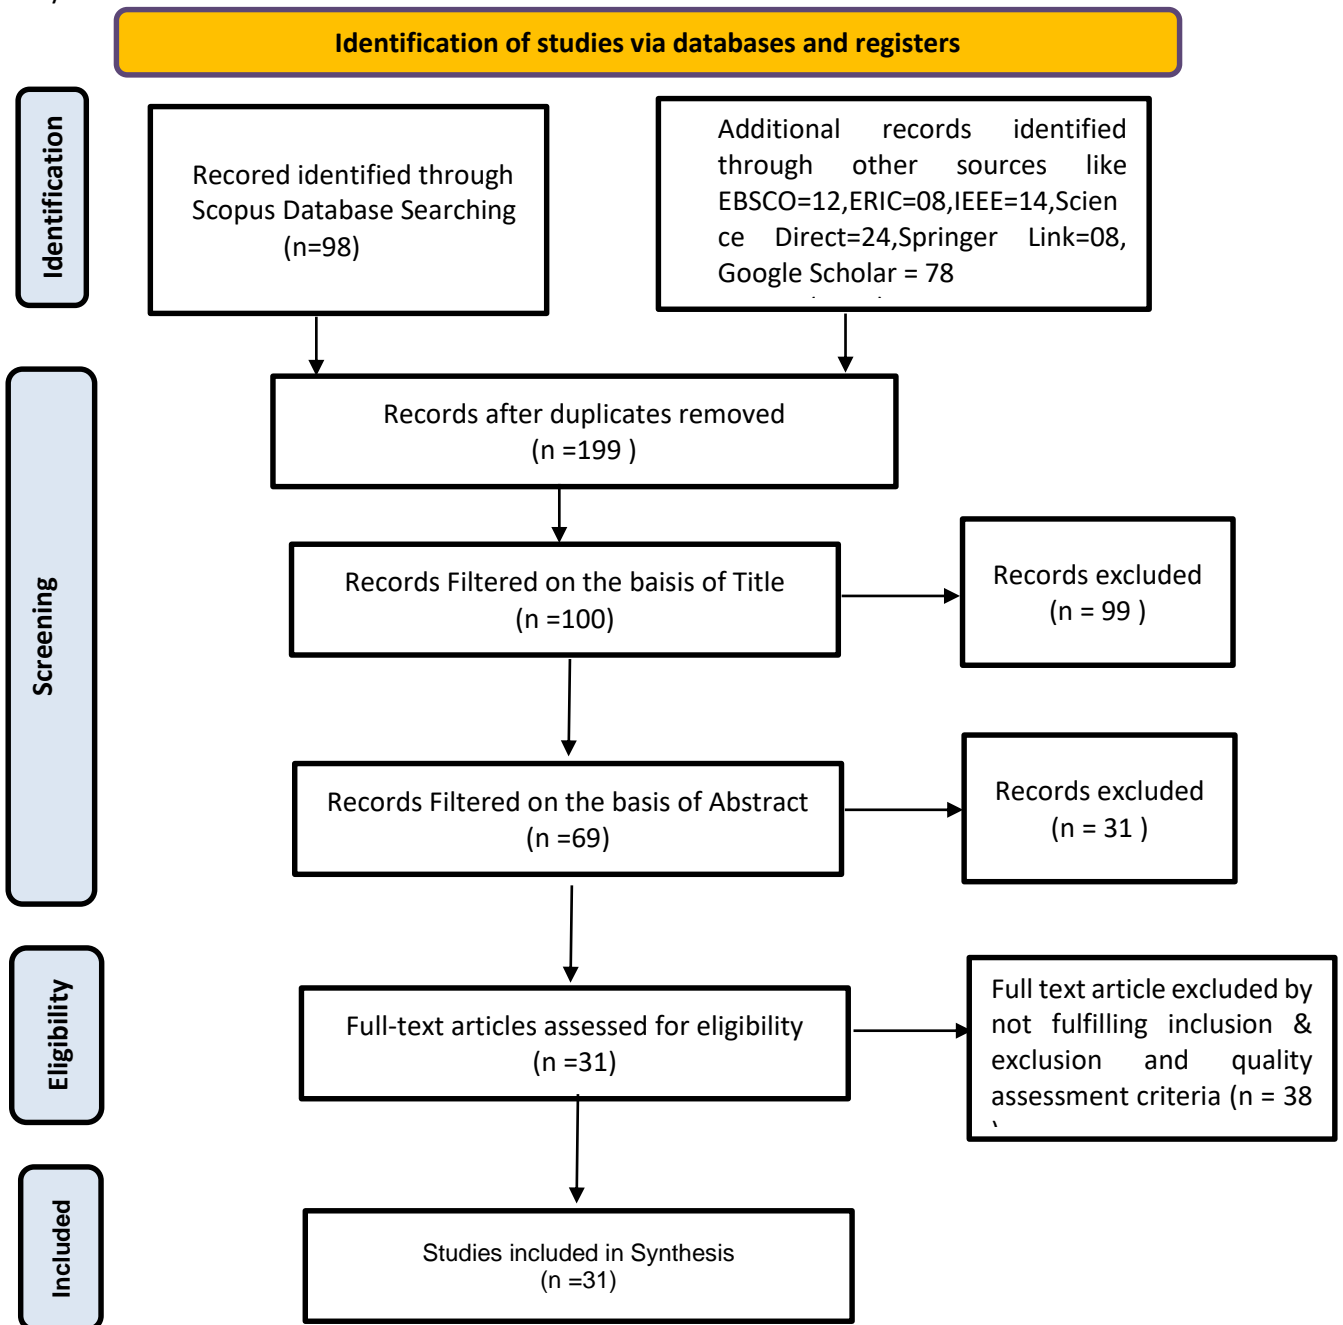 Identification of studies via databases and registers
Identification
Recored identified through
Scopus Database Searching
(n=98)
Additional records identified
through other sources like
EBSCO=12,ERIC=08,IEEE=14,Scien
ce Direct=24,Springer Link=08,
Google Scholar = 78
Screening
Records after duplicates removed
(n =199 )
Records Filtered on the baisis of Title
(n =100)
Records excluded
(n = 99 )
Records Filtered on the basis of Abstract
(n =69)
Records excluded
(n = 31 )
Eligibility
Full-text articles assessed for eligibility
(n =31)
Full text article excluded by
not fulfilling inclusion &
exclusion and quality
assessment criteria (n = 38
)
Included
Studies included in Synthesis
(n =31)